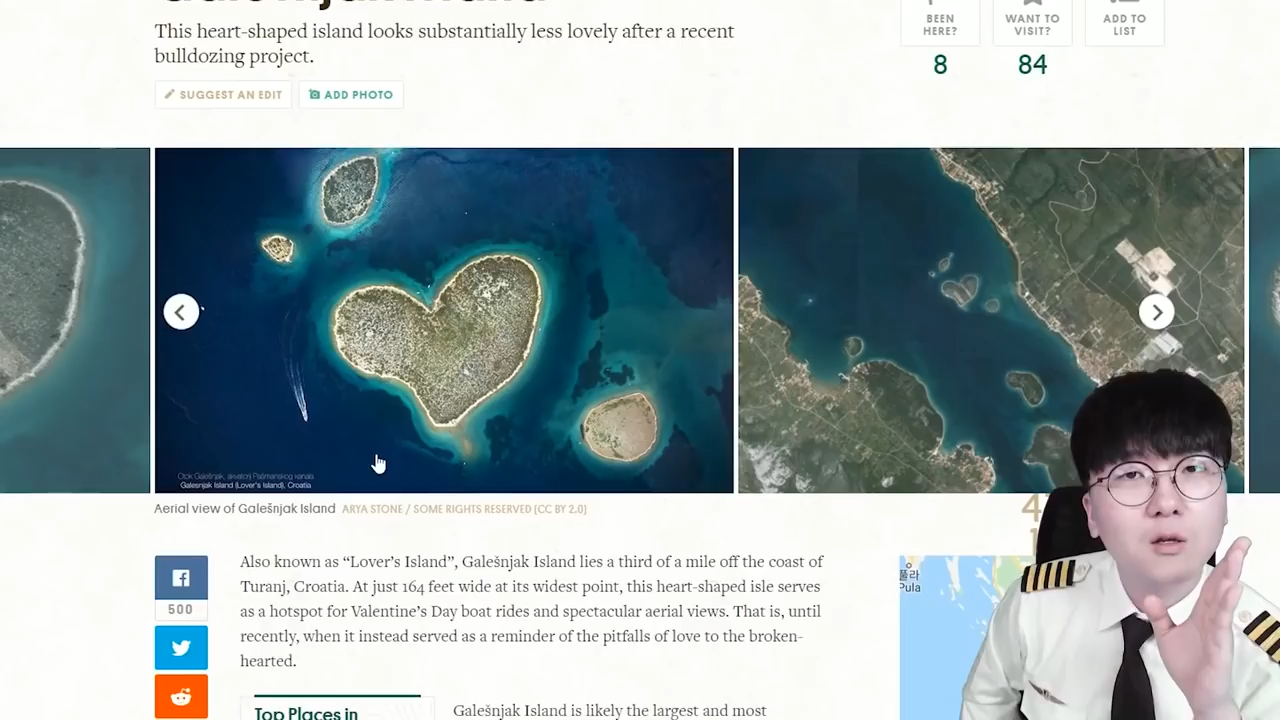 This heart-shaped island looks substantially less lovely after a recent
bulldozing project.
BEEN
HERE?
8
WANT TO
VISIT?
84
ADD TO
LIST
SUGGEST AN EDIT
ADD PHOTO
Otok Galešnjak, akvatorij Pašmanskog kanala
Galesnjak Island (Lover's Island), Croatia
Aerial view of Galešnjak Island ARYA STONE / SOME RIGHTS RESERVED (CC BY 2.0)
500
Also known as “Lover’s Island”, Galešnjak Island lies a third of a mile off the coast of
Turanj, Croatia. At just 164 feet wide at its widest point, this heart-shaped isle serves
as a hotspot for Valentine’s Day boat rides and spectacular aerial views. That is, until
recently, when it instead served as a reminder of the pitfalls of love to the broken-
hearted.
풀라
Pula
Top Places in
Galešnjak Island is likely the largest and most